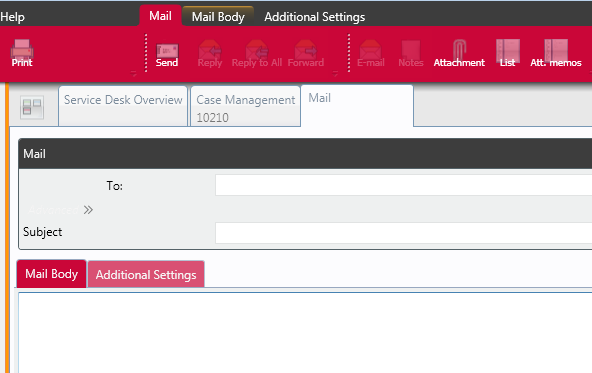 Help Mail Mail Body Additional Settings
Print Send Reply Reply to All Forward E-mail Notes Attachment List Att. memos
Service Desk Overview Case Management Mail
10210
Mail
To:
Subject
Mail Body Additional Settings